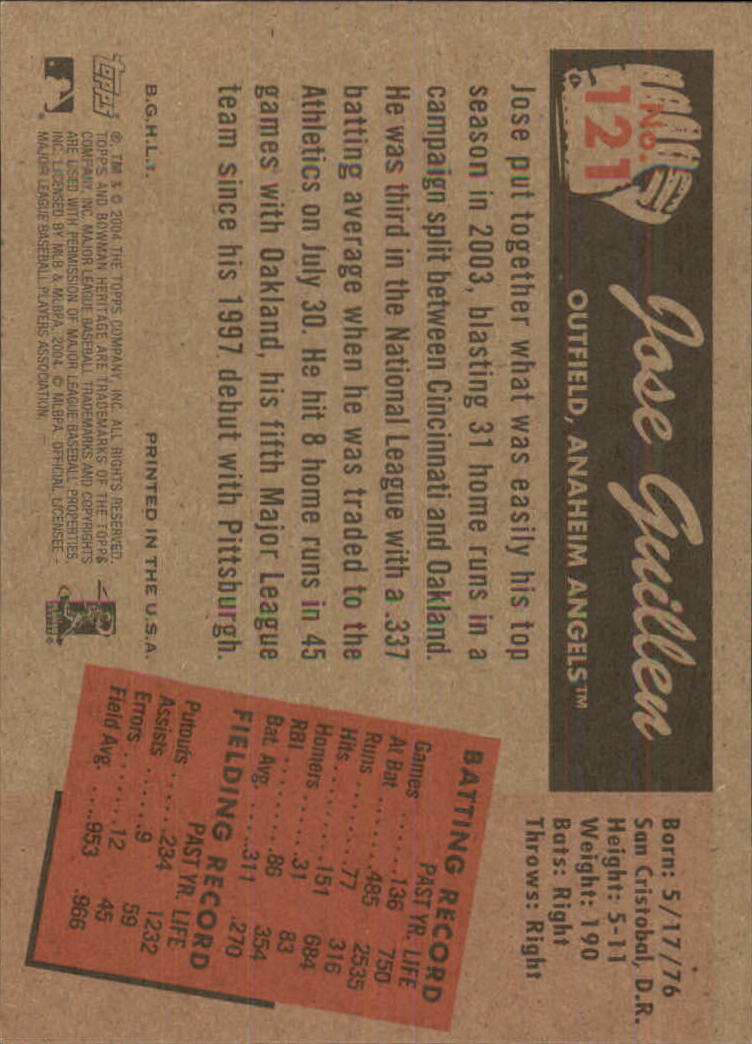 No.
121
Jose Guillen
OUTFIELD, ANAHEIM ANGELS™
Born: 5/17/76
San Cristobal, D.R.
Height: 5-11
Weight: 190
Bats: Right
Throws: Right
Jose put together what was easily his top
season in 2003, blasting 31 home runs in a
campaign split between Cincinnati and Oakland.
He was third in the National League with a .337
batting average when he was traded to the
Athletics on July 30. He hit 8 home runs in 45
games with Oakland, his fifth Major League
team since his 1997 debut with Pittsburgh.
BATTING RECORD
PAST YR. LIFE
Games ......136 750
At Bat ........485 2535
Runs ........77 316
Hits ........151 684
Homers ......31 83
RBI ........86 354
Bat. Avg. ....311 .270
FIELDING RECORD
PAST YR. LIFE
Putouts .....234 1232
Assists ......9 59
Errors .......12 45
Field Avg. ....953 .966
B.G.H.L.T. PRINTED IN THE U.S.A.
TOPPS
®, TM & © 2004 THE TOPPS COMPANY, INC. ALL RIGHTS RESERVED.
TOPPS AND BOWMAN HERITAGE ARE TRADEMARKS OF THE TOPPS
COMPANY, INC. MAJOR LEAGUE BASEBALL TRADEMARKS AND COPYRIGHTS
ARE USED WITH PERMISSION OF MAJOR LEAGUE BASEBALL PROPERTIES,
INC. LICENSED BY MLB & MLBPA, 2004. © MLBPA. OFFICIAL LICENSEE -
MAJOR LEAGUE BASEBALL PLAYERS ASSOCIATION.